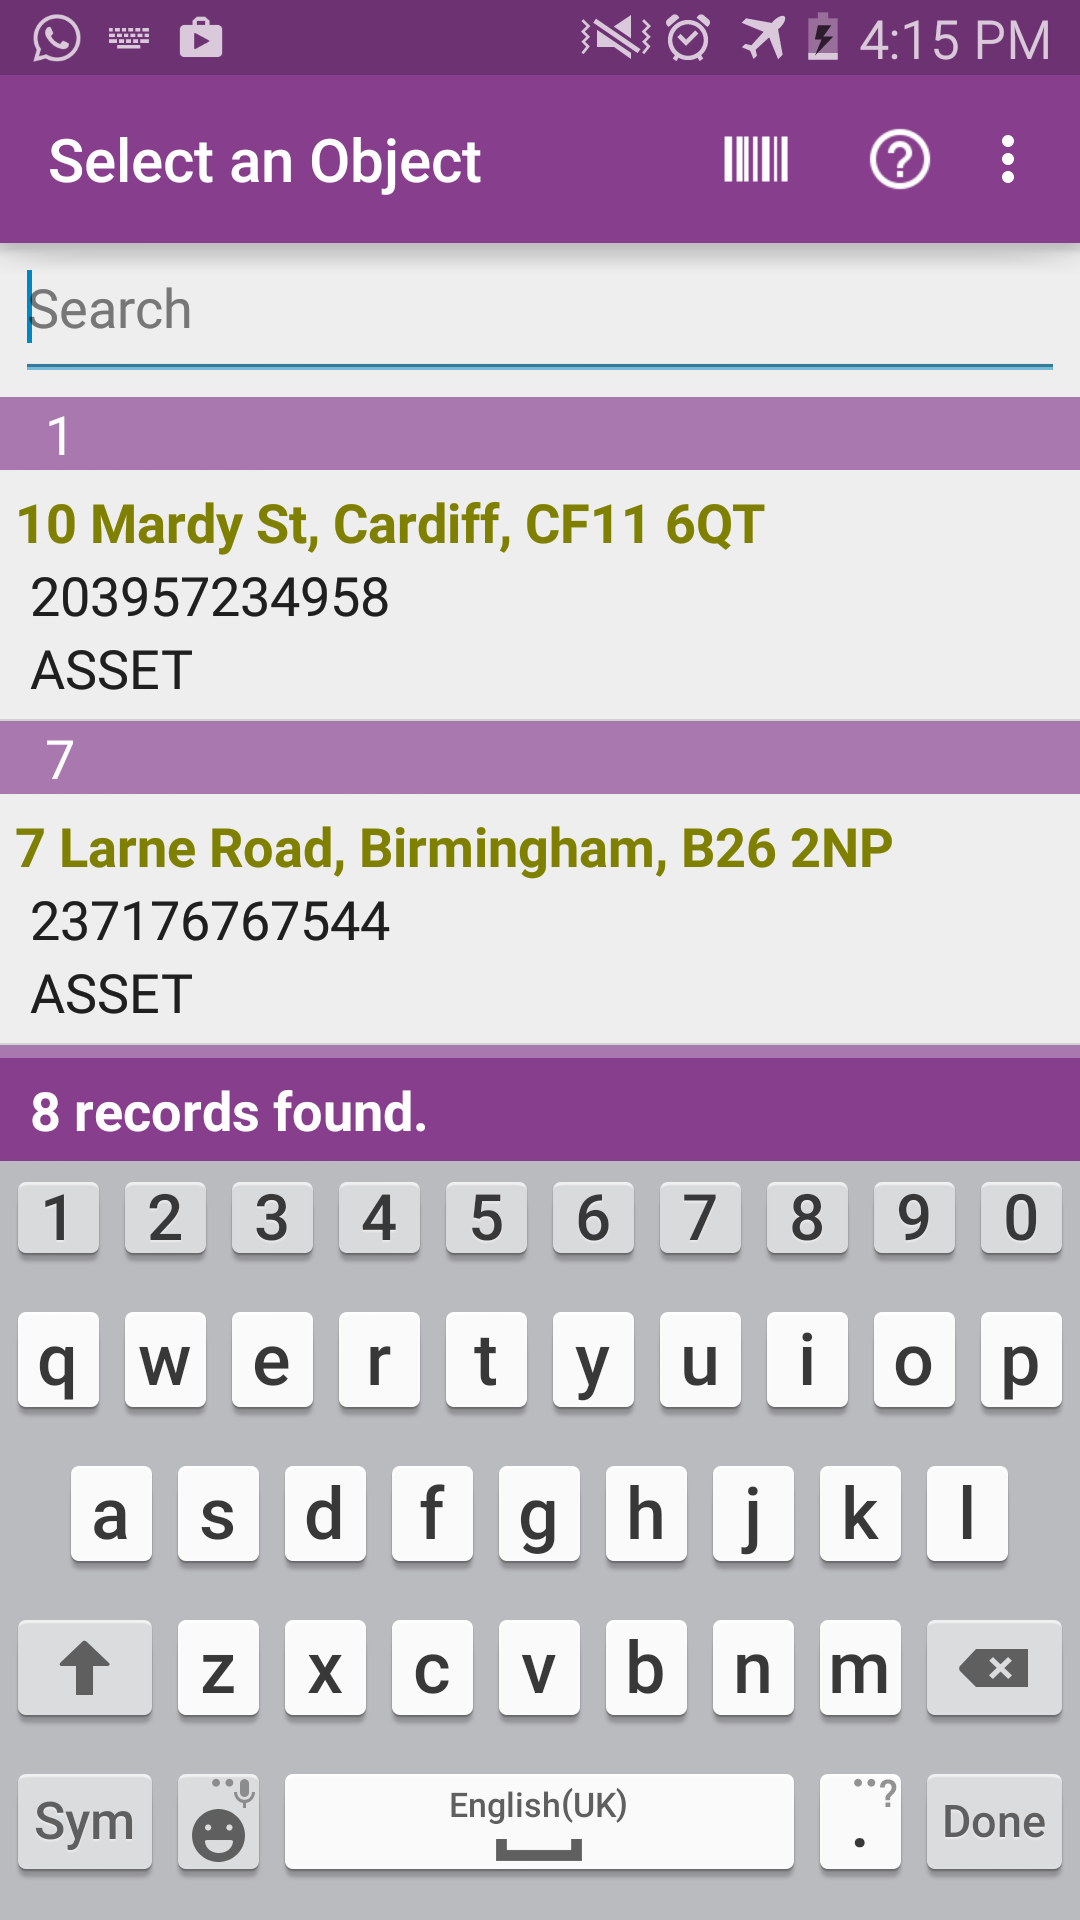 4:15 PM
Select an Object
Search
1
10 Mardy St, Cardiff, CF11 6QT
203957234958
ASSET
7
7 Larne Road, Birmingham, B26 2NP
237176767544
ASSET
8 records found.
1 2 3 4 5 6 7 8 9 0
q w e r t y u i o p
a s d f g h j k l
z x c v b n m
Sym English(UK) . ? Done